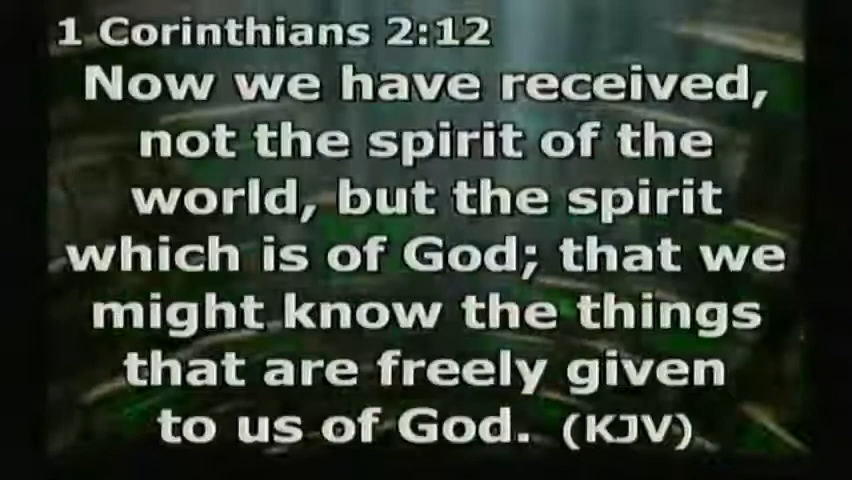 1 Corinthians 2:12
Now we have received,
not the spirit of the
world, but the spirit
which is of God; that we
might know the things
that are freely given
to us of God. (KJV)